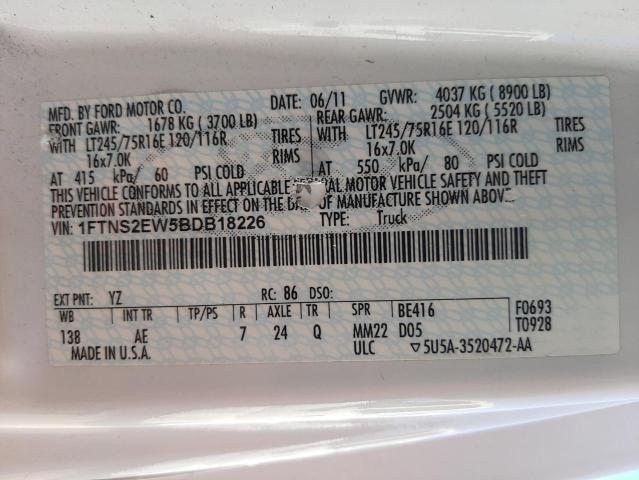 MFD. BY FORD MOTOR CO.
DATE: 06/11 GVWR: 4037 KG ( 8900 LB)
FRONT GAWR: 1678 KG ( 3700 LB)
REAR GAWR: 2504 KG ( 5520 LB)
WITH LT245/75R16E 120/116R TIRES
WITH LT245/75R16E 120/116R TIRES
16x7.0K RIMS
16x7.0K RIMS
AT 415 kPa/ 60 PSI COLD
AT 550 kPa/ 80 PSI COLD
THIS VEHICLE CONFORMS TO ALL APPLICABLE MOTOR VEHICLE SAFETY AND THEFT
PREVENTION STANDARDS IN EFFECT ON THE DATE OF MANUFACTURE SHOWN
VIN: 1FTNS2EW5BDB18226 TYPE: Truck
EXT PNT: YZ RC: 86 DSO:
WB INT TR TP/PS R AXLE TR SPR BE416 F0693
138 AE 7 24 Q MM22 D05 T0928
MADE IN U.S.A. ULC ▽5U5A-3520472-AA